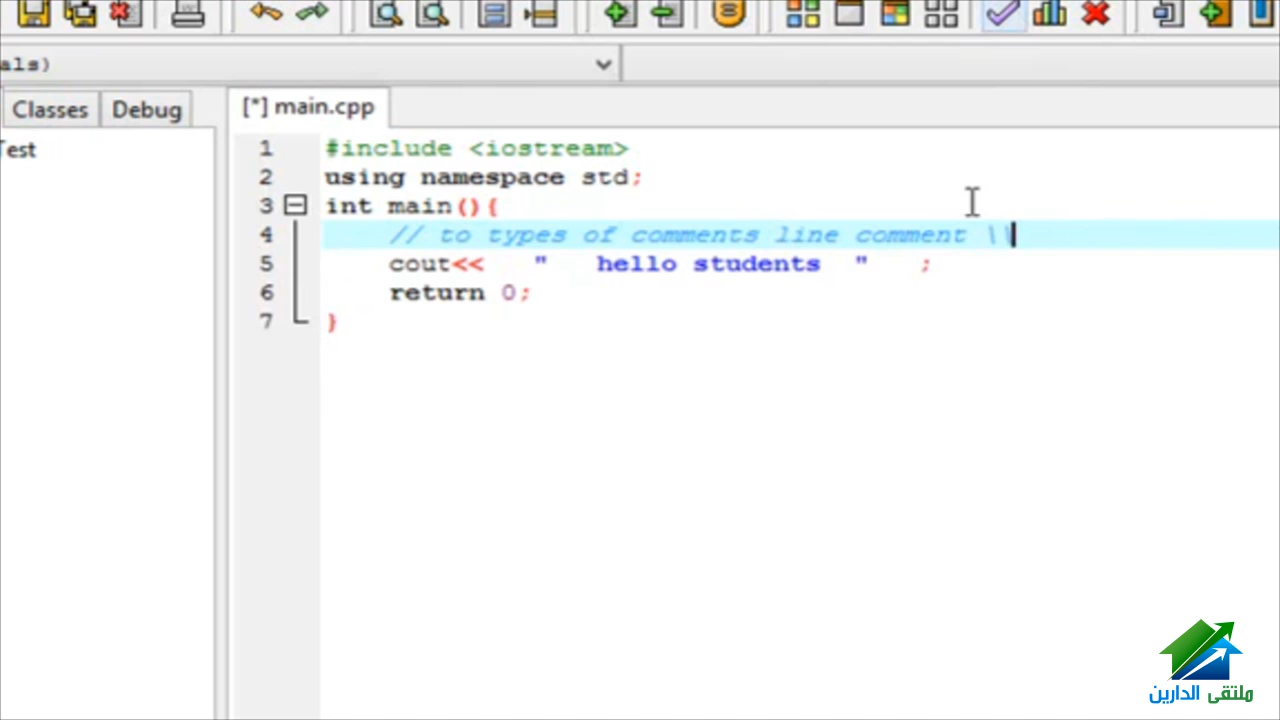 als)
Classes Debug [*] main.cpp
Test
1 #include <iostream>
2 using namespace std;
3 int main(){
4 // to types of comments line comment \\
5 cout<< " hello students " ;
6 return 0;
7 }
ملتقى الدارين